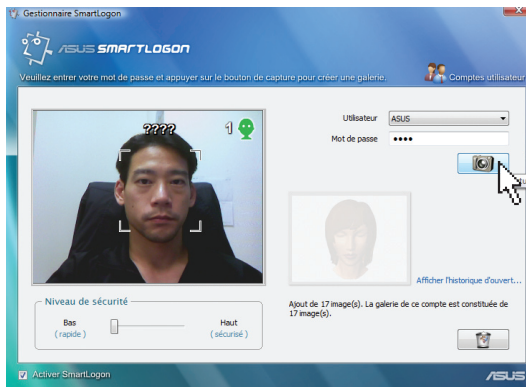 Gestionnaire SmartLogon
ASUS SMARTLOGON
Veuillez entrer votre mot de passe et appuyer sur le bouton de capture pour créer une galerie.
Comptes utilisateur
????
1
Utilisateur
ASUS
Mot de passe
Afficher l'historique d'ouvert...
Niveau de sécurité
Bas
Haut
( rapide )
( sécurisé )
Ajout de 17 image(s). La galerie de ce compte est constituée de
17 image(s).
Activer SmartLogon
ASUS